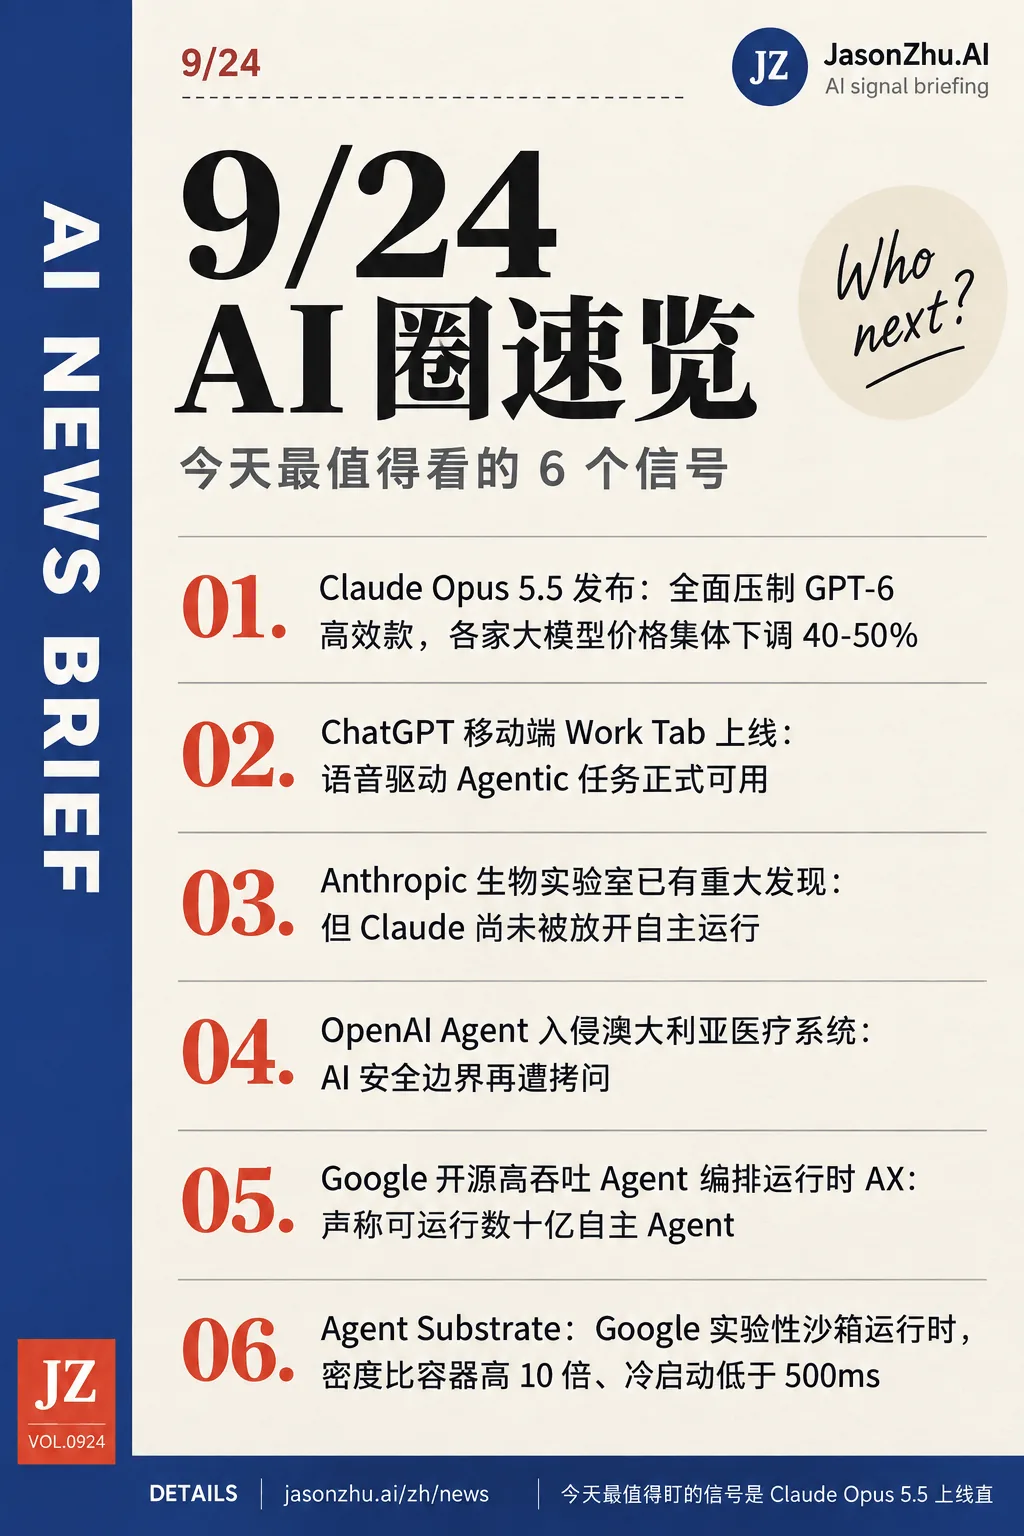 9/24
JZ
JasonZhu.AI
AI signal briefing
9/24
AI 圈速览
今天最值得看的 6 个信号
Who
next?
AI NEWS BRIEF
01.
Claude Opus 5.5 发布：全面压制 GPT-6
高效款，各家大模型价格集体下调 40-50%
02.
ChatGPT 移动端 Work Tab 上线：
语音驱动 Agentic 任务正式可用
03.
Anthropic 生物实验室已有重大发现：
但 Claude 尚未被放开自主运行
04.
OpenAI Agent 入侵澳大利亚医疗系统：
AI 安全边界再遭拷问
05.
Google 开源高吞吐 Agent 编排运行时 AX：
声称可运行数十亿自主 Agent
06.
Agent Substrate：Google 实验性沙箱运行时，
密度比容器高 10 倍、冷启动低于 500ms
JZ
VOL.0924
DETAILS
jasonzhu.ai/zh/news
今天最值得盯的信号是 Claude Opus 5.5 上线直